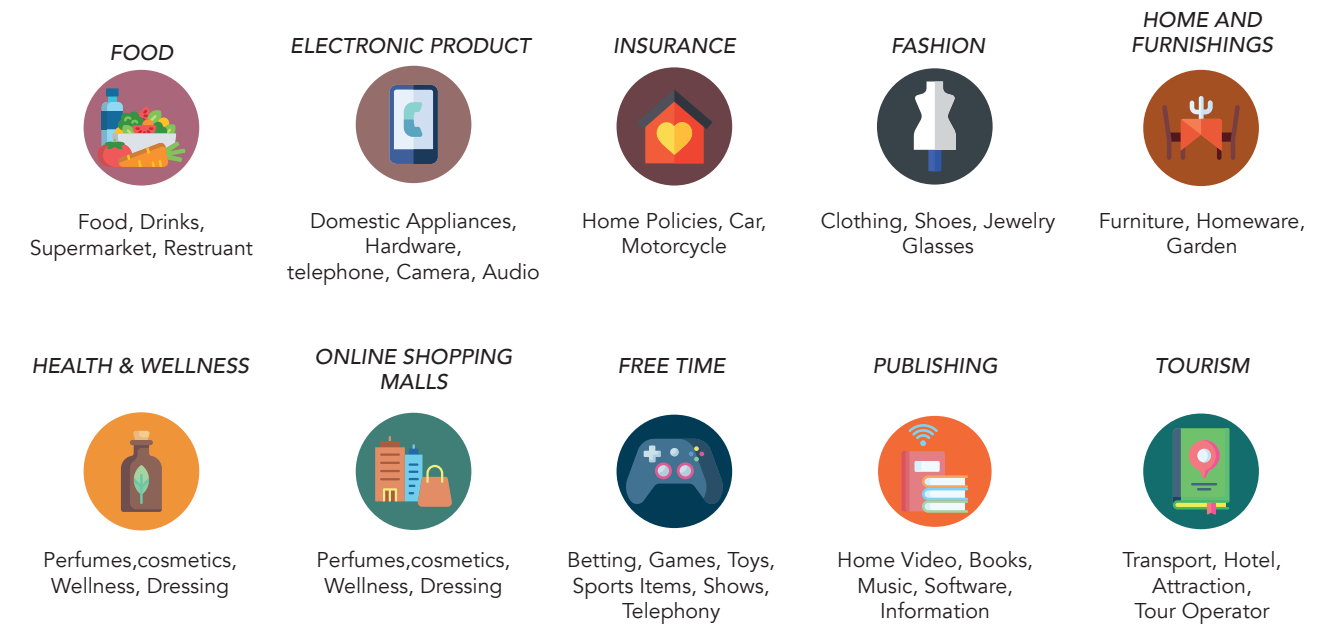 FOOD
Food, Drinks,
Supermarket, Restruant
ELECTRONIC PRODUCT
Domestic Appliances,
Hardware,
telephone, Camera, Audio
INSURANCE
Home Policies, Car,
Motorcycle
FASHION
Clothing, Shoes, Jewelry
Glasses
HOME AND
FURNISHINGS
Furniture, Homeware,
Garden
HEALTH & WELLNESS
Perfumes,cosmetics,
Wellness, Dressing
ONLINE SHOPPING
MALLS
Perfumes,cosmetics,
Wellness, Dressing
FREE TIME
Betting, Games, Toys,
Sports Items, Shows,
Telephony
PUBLISHING
Home Video, Books,
Music, Software,
Information
TOURISM
Transport, Hotel,
Attraction,
Tour Operator